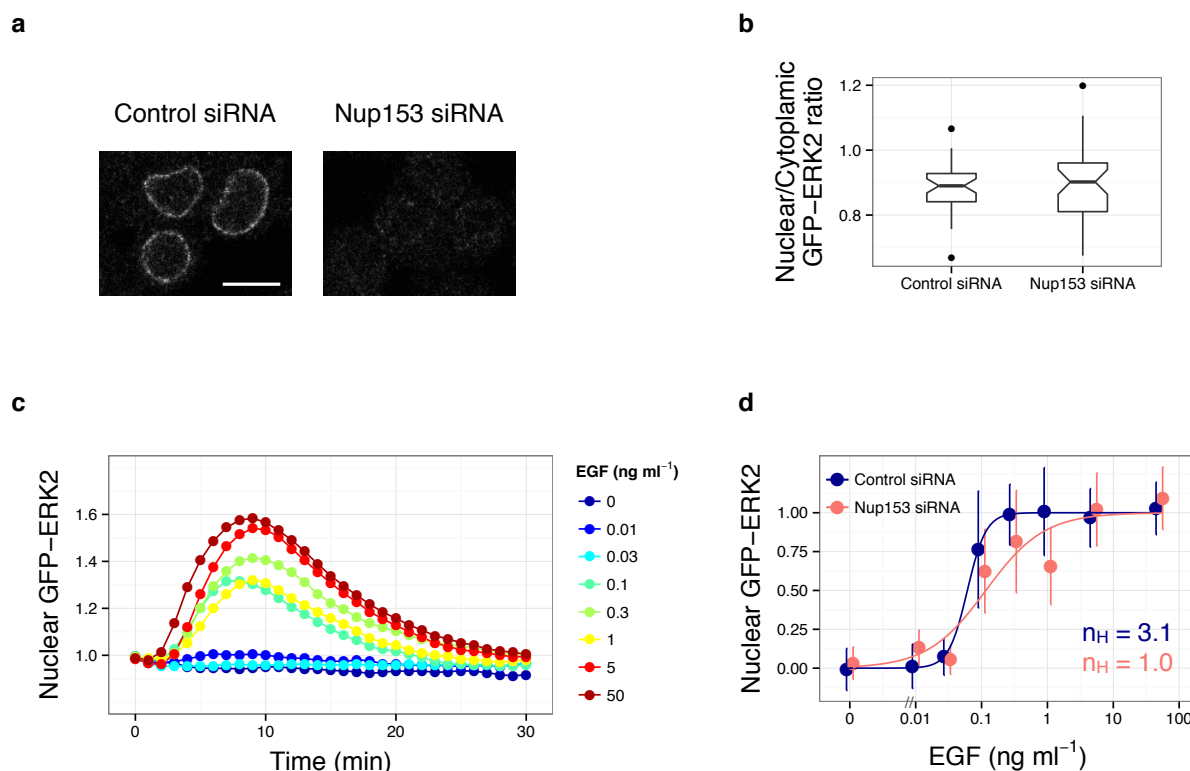 a
Control siRNA
Nup153 siRNA
b
Nuclear/Cytoplamic
GFP−ERK2 ratio
1.2
1.0
0.8
Control siRNA
Nup153 siRNA
c
Nuclear GFP−ERK2
1.6
1.4
1.2
1.0
0
10
20
30
Time (min)
EGF (ng ml⁻¹)
0
0.01
0.03
0.1
0.3
1
5
50
d
Nuclear GFP−ERK2
1.00
0.75
0.50
0.25
0.00
Control siRNA
Nup153 siRNA
n_H = 3.1
n_H = 1.0
0
//
0.01
0.1
1
10
100
EGF (ng ml⁻¹)